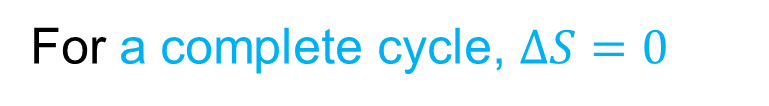 For a complete cycle, ΔS = 0